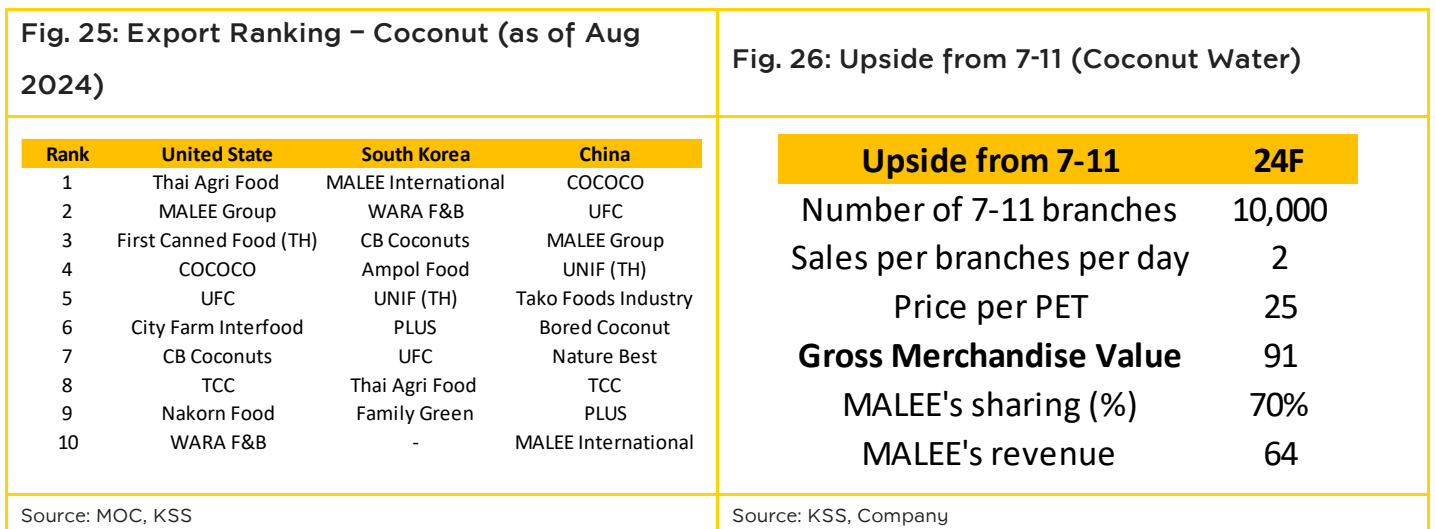 Fig. 25: Export Ranking – Coconut (as of Aug
2024)
Rank United State South Korea China
1 Thai Agri Food MALEE International COCOCO
2 MALEE Group WARA F&B UFC
3 First Canned Food (TH) CB Coconuts MALEE Group
4 COCOCO Ampol Food UNIF (TH)
5 UFC UNIF (TH) Tako Foods Industry
6 City Farm Interfood PLUS Bored Coconut
7 CB Coconuts UFC Nature Best
8 TCC Thai Agri Food TCC
9 Nakorn Food Family Green PLUS
10 WARA F&B - MALEE International
Source: MOC, KSS
Fig. 26: Upside from 7-11 (Coconut Water)
Upside from 7-11 24F
Number of 7-11 branches 10,000
Sales per branches per day 2
Price per PET 25
Gross Merchandise Value 91
MALEE's sharing (%) 70%
MALEE's revenue 64
Source: KSS, Company